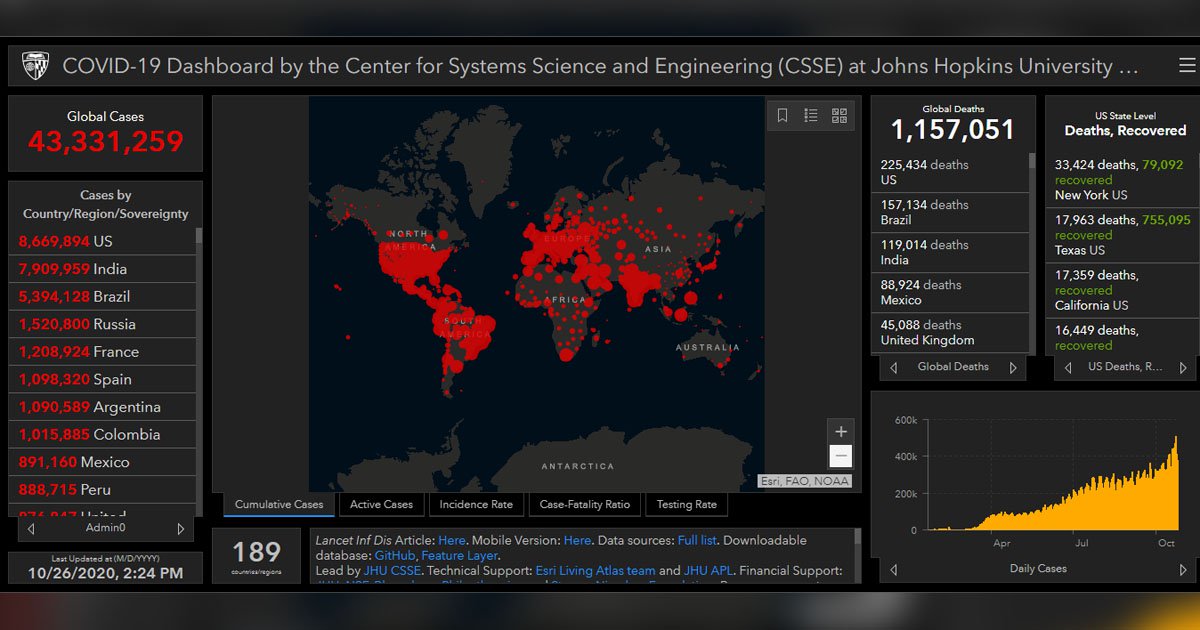 COVID-19 Dashboard by the Center for Systems Science and Engineering (CSSE) at Johns Hopkins University ...
Global Cases
43,331,259
Cases by
Country/Region/Sovereignty
8,669,894 US
7,909,959 India
5,394,128 Brazil
1,520,800 Russia
1,208,924 France
1,098,320 Spain
1,090,589 Argentina
1,015,885 Colombia
891,160 Mexico
888,715 Peru
Admin0
Last Updated at (M/D/YYYY)
10/26/2020, 2:24 PM
NORTH
AMERICA
SOUTH
AMERICA
EUROPE
ASIA
AFRICA
AUSTRALIA
ANTARCTICA
+
−
Esri, FAO, NOAA
Cumulative Cases
Active Cases
Incidence Rate
Case-Fatality Ratio
Testing Rate
189
countries/regions
Lancet Inf Dis Article: Here. Mobile Version: Here. Data sources: Full list. Downloadable
database: GitHub, Feature Layer.
Lead by JHU CSSE. Technical Support: Esri Living Atlas team and JHU APL. Financial Support:
Global Deaths
1,157,051
225,434 deaths
US
157,134 deaths
Brazil
119,014 deaths
India
88,924 deaths
Mexico
45,088 deaths
United Kingdom
Global Deaths
US State Level
Deaths, Recovered
33,424 deaths, 79,092
recovered
New York US
17,963 deaths, 755,095
recovered
Texas US
17,359 deaths,
recovered
California US
16,449 deaths,
recovered
US Deaths, R...
600k
400k
200k
0
Apr
Jul
Oct
Daily Cases